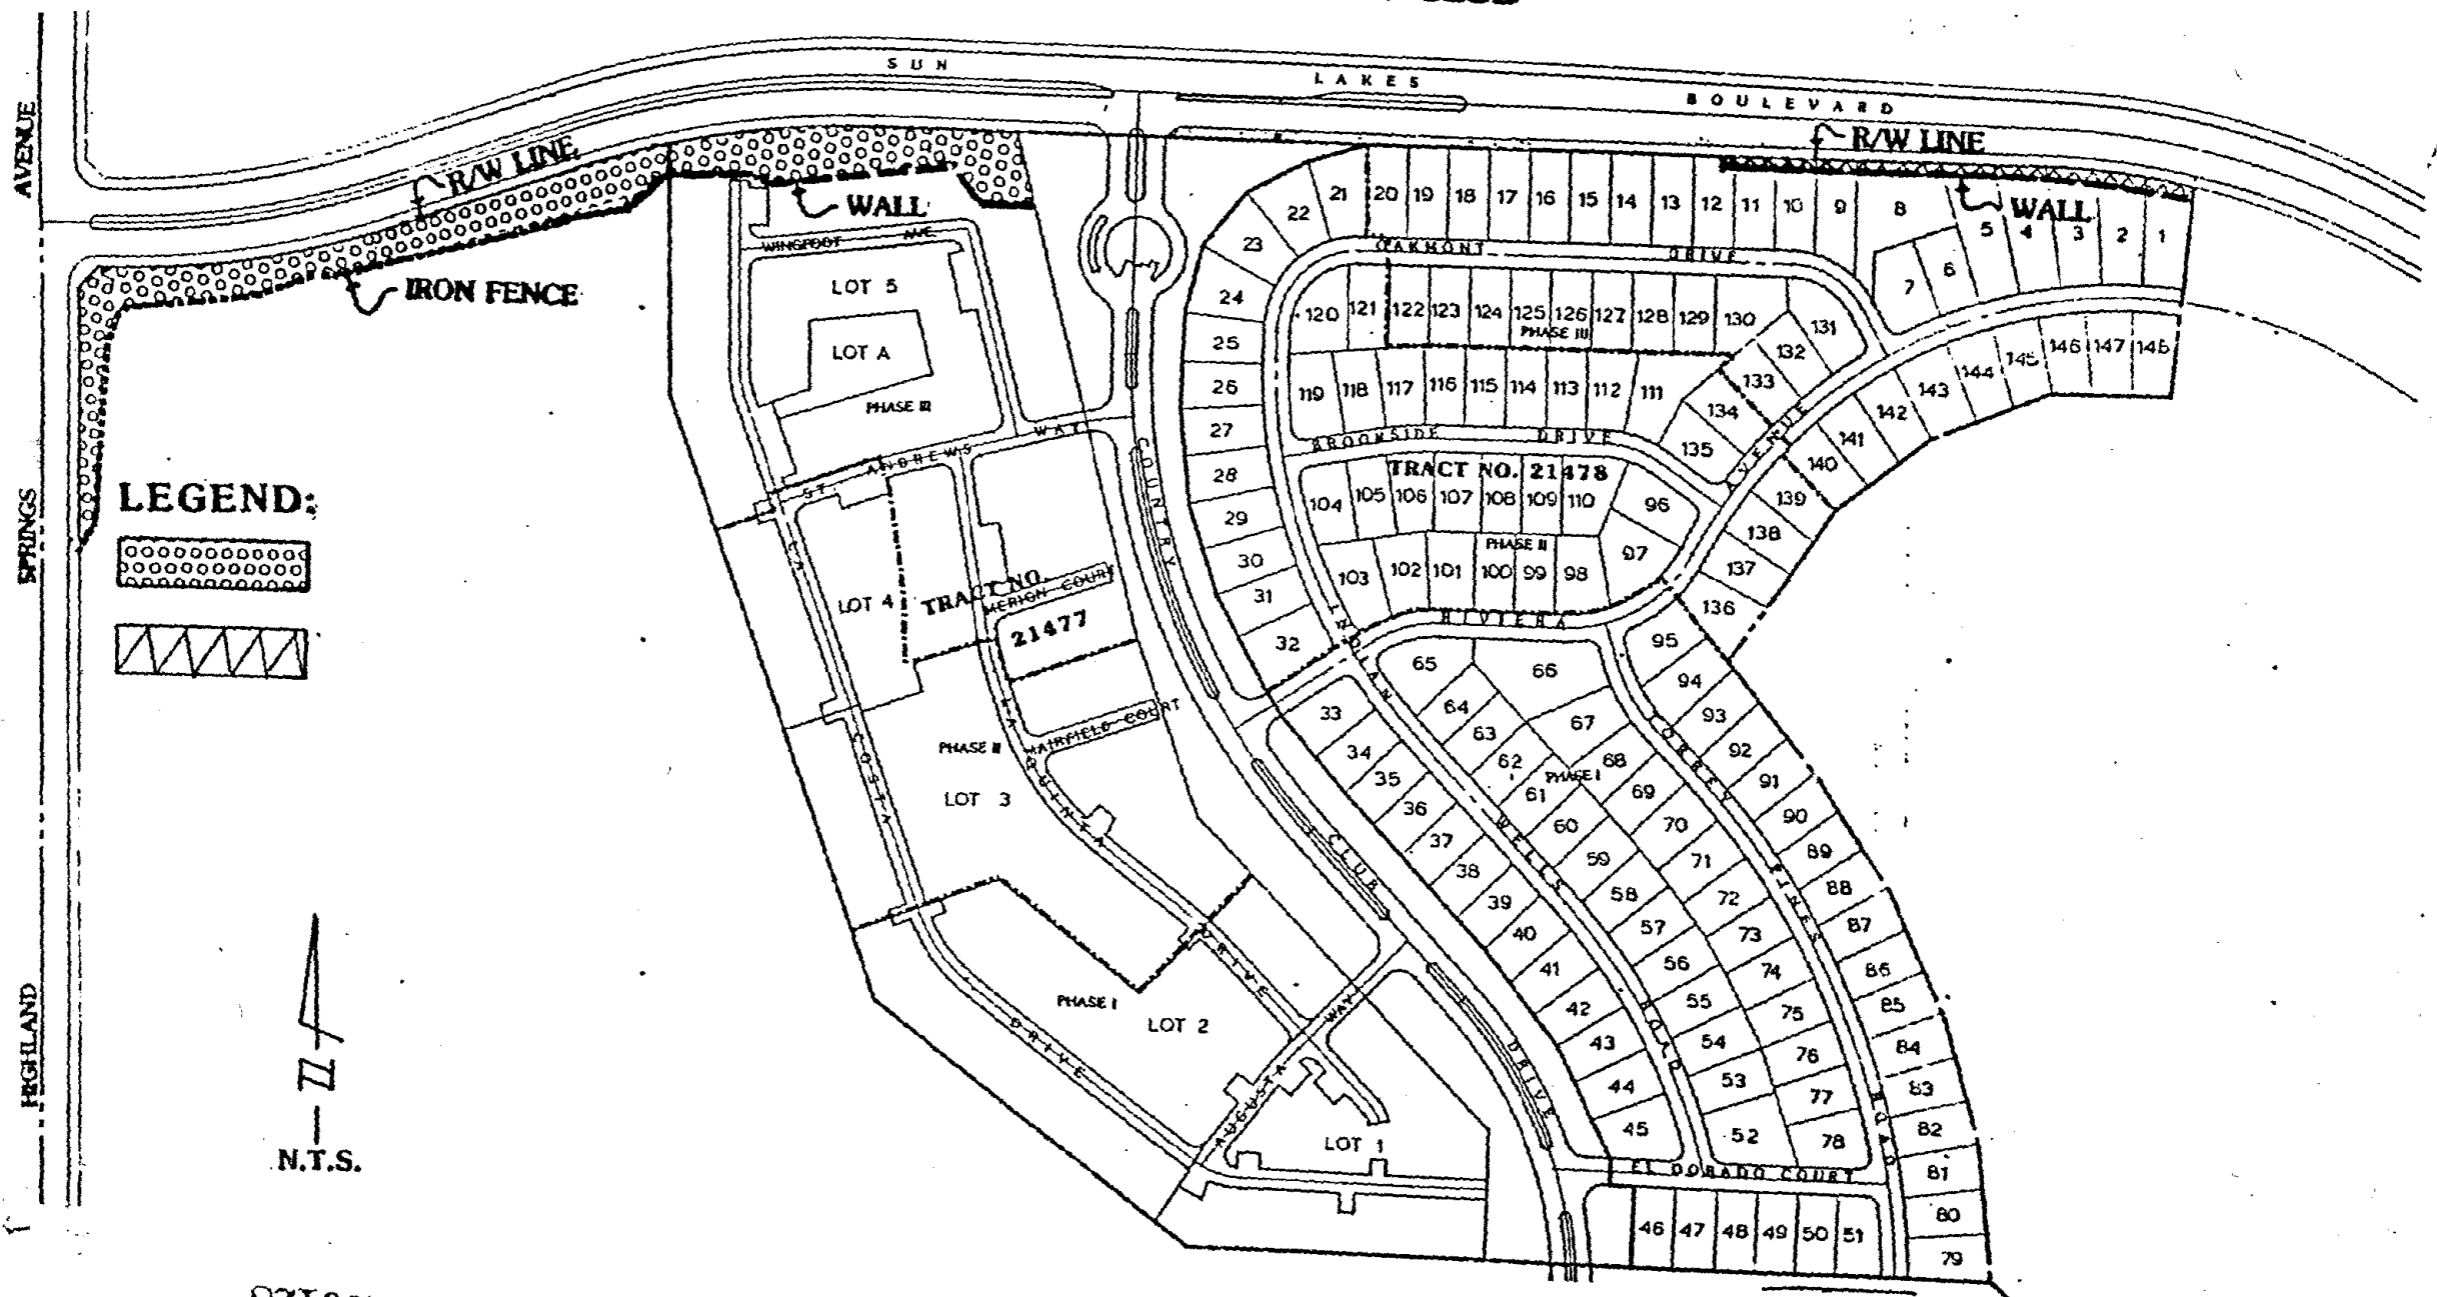 SUN
LAKES
BOULEVARD
AVENUE
SPRINGS
HIGHLAND
R/W LINE
R/W LINE
WALL
WALL
IRON FENCE
LEGEND:
N.T.S.
WINGFOOT AVE.
LOT 5
LOT A
PHASE III
ST. ANDREWS WAY
LOT 4
TRACT NO.
21477
MERION COURT
LA COSTA DRIVE
LA QUINTA DRIVE
PHASE II
LOT 3
PHASE I
LOT 2
AUGUSTA WAY
LOT 1
COUNTRY CLUB DRIVE
21 20 19 18 17 16 15 14 13 12 11 10 9 8
5 4 3 2 1
22
23
7 6
OAKMONT DRIVE
24
25
26
27
28
29
30
31
32
120 121 122 123 124 125 126 127 128 129 130 131
PHASE III
132
133
134
135
119 118 117 116 115 114 113 112 111
BROOKSIDE DRIVE
TRACT NO. 21478
104 105 106 107 108 109 110
96
97
PHASE II
103 102 101 100 99 98
RIVIERA AVENUE
148 147 146 145 144 143 142 141 140 139 138 137 136
INDIAN WELLS ROAD
33
34
35
36
37
38
39
40
41
42
43
44
45
65 66
64
63
62
61
60
59
58
57
56
55
54
53
52
PHASE I
67
68
69
70
71
72
73
74
75
76
77
78
PINES ROAD
95
94
93
92
91
90
89
88
87
86
85
84
83
82
81
80
79
EL DORADO COURT
46 47 48 49 50 51